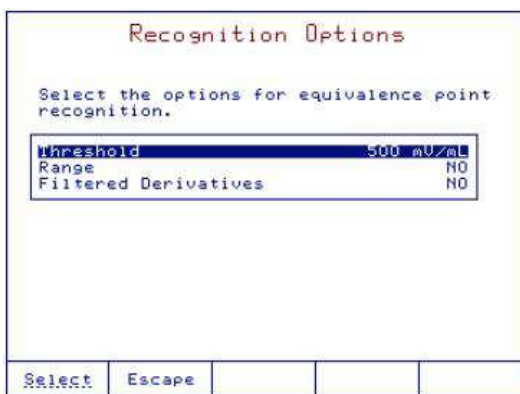 Recognition Options
Select the options for equivalence point
recognition.
Threshold 500 mV/mL
Range NO
Filtered Derivatives NO
Select Escape